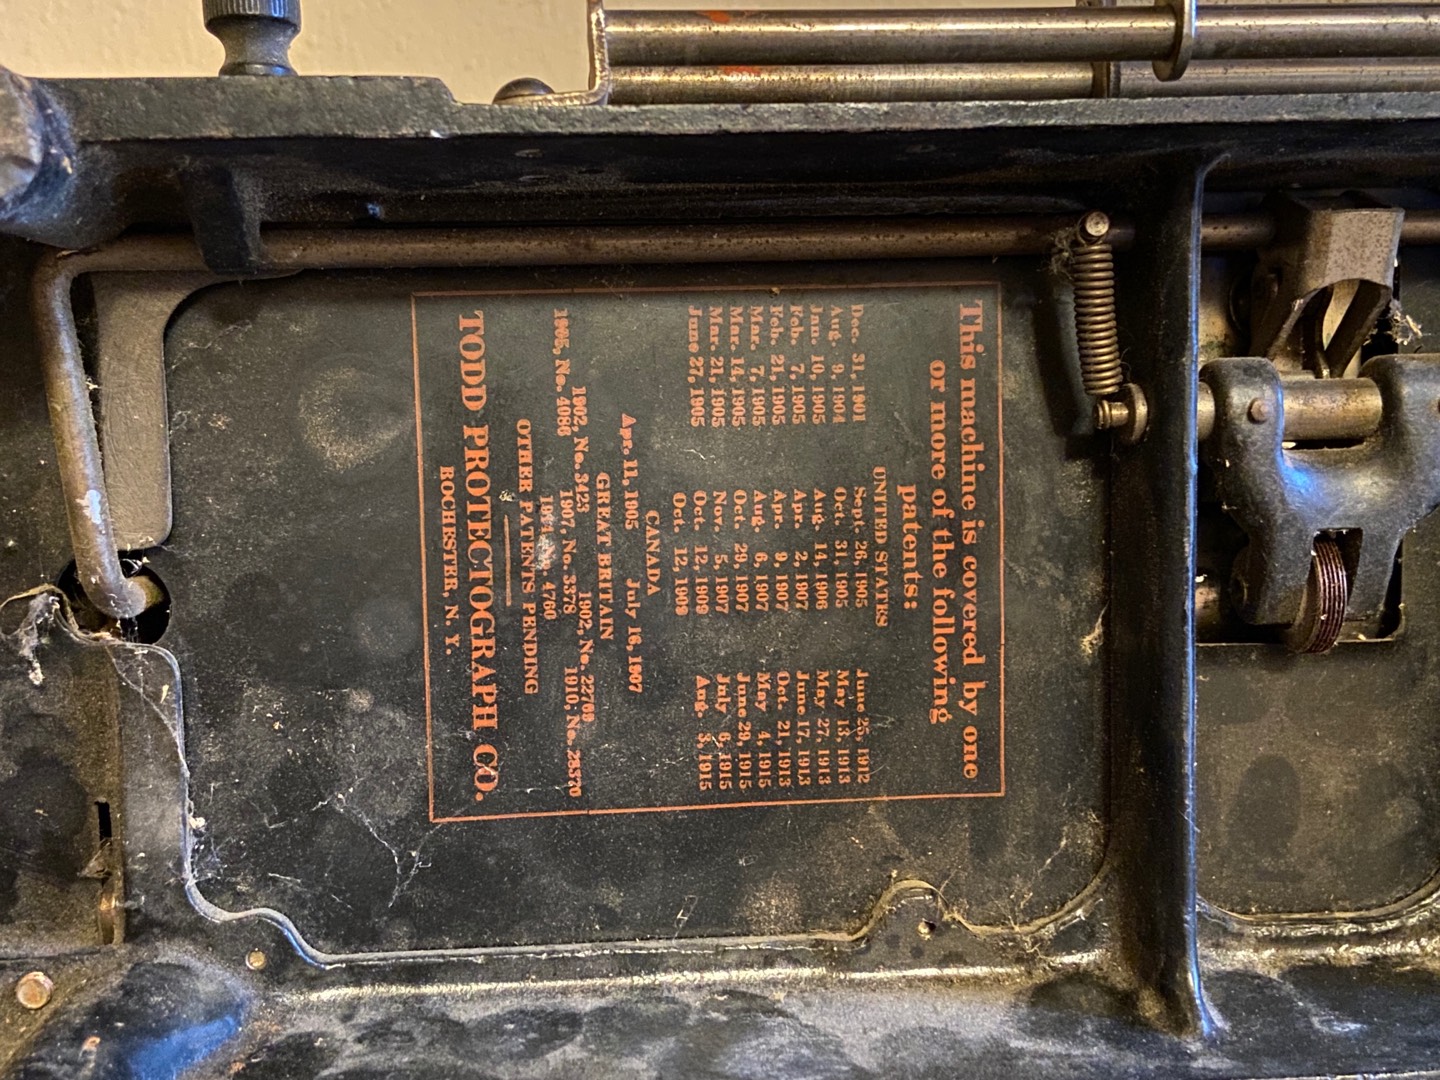 This machine is covered by one
or more of the following
patents:
UNITED STATES
Dec. 31, 1901 Sept. 26, 1905 June 25, 1912
Aug. 9, 1904 Oct. 31, 1905 May 13, 1913
Jan. 10, 1905 Aug. 14, 1906 May 27, 1913
Feb. 7, 1905 Apr. 2, 1907 June 17, 1913
Feb. 21, 1905 Apr. 9, 1907 Oct. 21, 1913
Mar. 7, 1905 Aug. 6, 1907 May 4, 1915
Mar. 14, 1905 Oct. 29, 1907 June 29, 1915
Mar. 21, 1905 Nov. 5, 1907 July 6, 1915
June 27, 1905 Oct. 12, 1909 Aug. 3, 1915
Oct. 12, 1909
CANADA
Apr. 11, 1905 July 16, 1907
GREAT BRITAIN
1902, No. 3423 1902, No. 22709
1906, No. 4086 1907, No. 3378 1910, No. 28370
4766
OTHER PATENTS PENDING
TODD PROTECTOGRAPH CO.
ROCHESTER, N. Y.